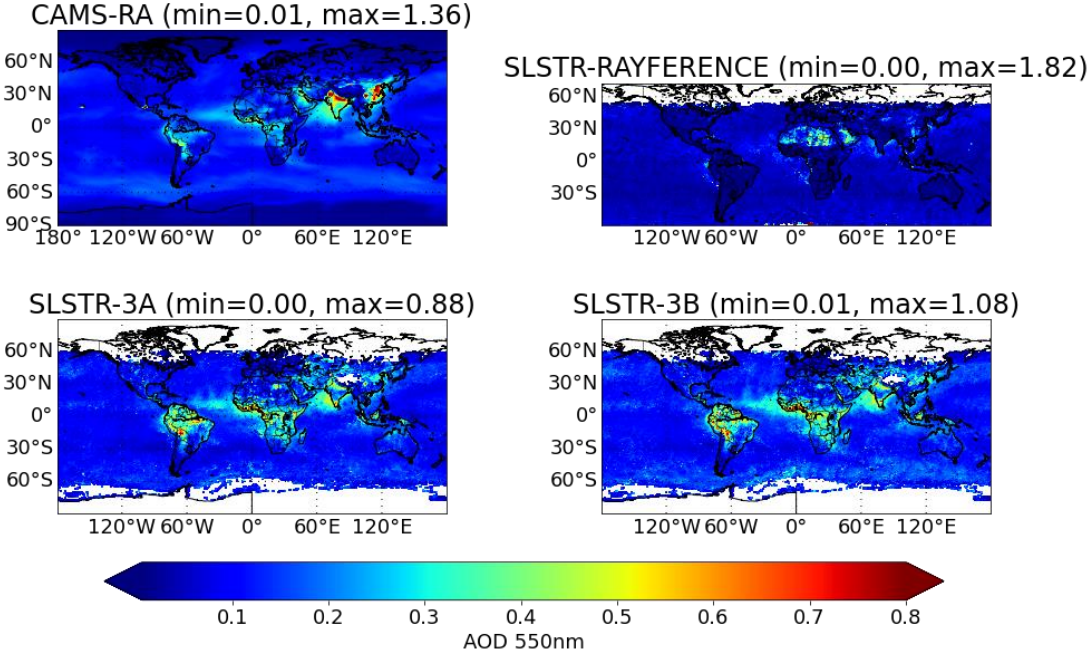 CAMS-RA (min=0.01, max=1.36)
60°N
30°N
0°
30°S
60°S
90°S
180° 120°W 60°W 0° 60°E 120°E
SLSTR-RAYFERENCE (min=0.00, max=1.82)
60°N
30°N
0°
30°S
120°W 60°W 0° 60°E 120°E
SLSTR-3A (min=0.00, max=0.88)
60°N
30°N
0°
30°S
60°S
120°W 60°W 0° 60°E 120°E
SLSTR-3B (min=0.01, max=1.08)
60°N
30°N
0°
30°S
60°S
120°W 60°W 0° 60°E 120°E
0.1 0.2 0.3 0.4 0.5 0.6 0.7 0.8
AOD 550nm